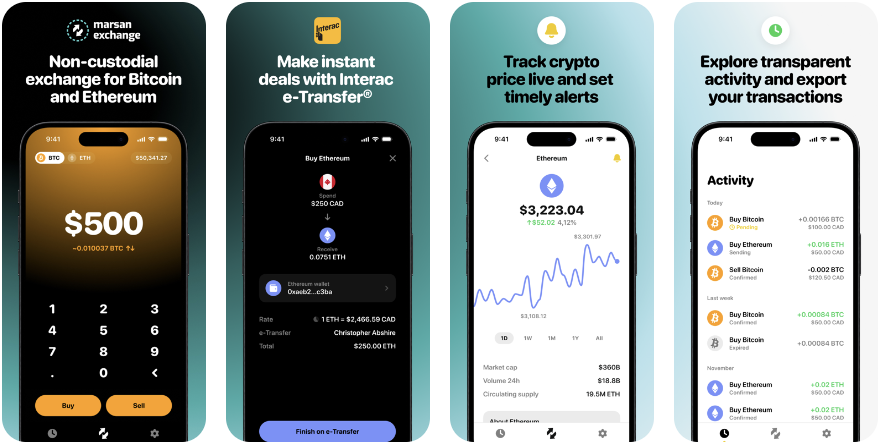 marsan
exchange
Non-custodial
exchange for Bitcoin
and Ethereum
9:41
BTC
ETH
$50,341.27
$500
~0.010037 BTC ↑↓
1 2 3
4 5 6
7 8 9
. 0 <
Buy
Sell
Interac
Make instant
deals with Interac
e-Transfer®
9:41
Buy Ethereum
Spend
$250 CAD
Receive
0.0751 ETH
Ethereum wallet
0xaeb2...c3ba
Rate 1 ETH = $2,466.59 CAD
e-Transfer Christopher Abshire
Total $250.00 ETH
Finish on e-Transfer
Track crypto
price live and set
timely alerts
9:41
Ethereum
$3,223.04
↑$52.02 4,12%
$3,301.97
$3,108.12
1D 1W 1M 1Y All
Market cap $360B
Volume 24h $18.8B
Circulating supply 19.5M ETH
About Ethereum
Explore transparent
activity and export
your transactions
9:41
Activity
Today
Buy Bitcoin +0.00166 BTC
Pending $100.00 CAD
Buy Ethereum +0.016 ETH
Sending $50.00 CAD
Sell Bitcoin -0.002 BTC
Confirmed $120.50 CAD
Last week
Buy Bitcoin +0.00084 BTC
Confirmed $50.00 CAD
Buy Bitcoin +0.00084 BTC
Expired
November
Buy Ethereum +0.02 ETH
Confirmed $50.00 CAD
Buy Ethereum +0.02 ETH
Confirmed $50.00 CAD